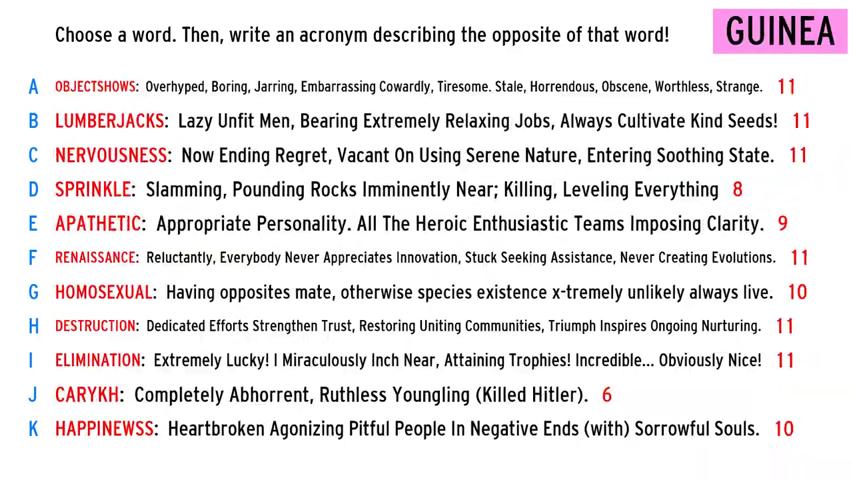 Choose a word. Then, write an acronym describing the opposite of that word!
GUINEA
A OBJECTSHOWS: Overhyped, Boring, Jarring, Embarrassing Cowardly, Tiresome. Stale, Horrendous, Obscene, Worthless, Strange. 11
B LUMBERJACKS: Lazy Unfit Men, Bearing Extremely Relaxing Jobs, Always Cultivate Kind Seeds! 11
C NERVOUSNESS: Now Ending Regret, Vacant On Using Serene Nature, Entering Soothing State. 11
D SPRINKLE: Slamming, Pounding Rocks Imminently Near; Killing, Leveling Everything 8
E APATHETIC: Appropriate Personality. All The Heroic Enthusiastic Teams Imposing Clarity. 9
F RENAISSANCE: Reluctantly, Everybody Never Appreciates Innovation, Stuck Seeking Assistance, Never Creating Evolutions. 11
G HOMOSEXUAL: Having opposites mate, otherwise species existence x-tremely unlikely always live. 10
H DESTRUCTION: Dedicated Efforts Strengthen Trust, Restoring Uniting Communities, Triumph Inspires Ongoing Nurturing. 11
I ELIMINATION: Extremely Lucky! I Miraculously Inch Near, Attaining Trophies! Incredible... Obviously Nice! 11
J CARYKH: Completely Abhorrent, Ruthless Youngling (Killed Hitler). 6
K HAPPINEWSS: Heartbroken Agonizing Pitful People In Negative Ends (with) Sorrowful Souls. 10